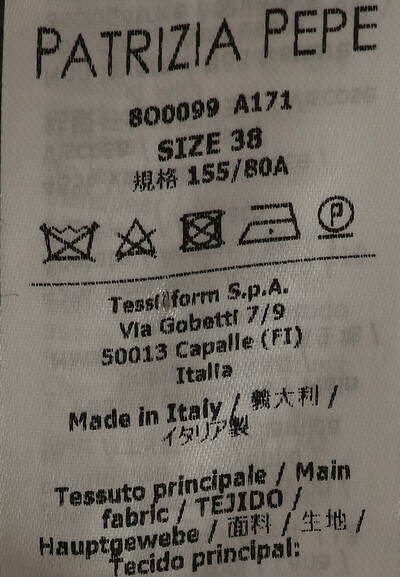 PATRIZIA PEPE
8O0099 A171
SIZE 38
規格 155/80A
P
Tessilform S.p.A.
Via Gobetti 7/9
50013 Capalle (FI)
Italia
Made in Italy / 義大利 /
イタリア製
Tessuto principale / Main
fabric / TEJIDO /
Hauptgewebe / 面料 / 生地 /
Tecido principal: